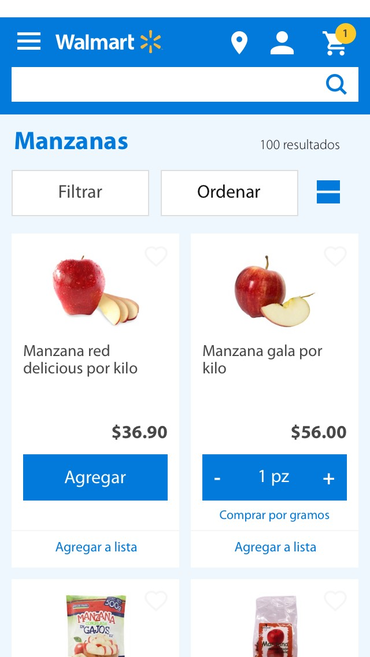 Walmart
1
Manzanas
100 resultados
Filtrar
Ordenar
Manzana red
delicious por kilo
$36.90
Agregar
Agregar a lista
Manzana gala por
kilo
$56.00
- 1 pz +
Comprar por gramos
Agregar a lista
MANZANA
GAJOS
Manzana